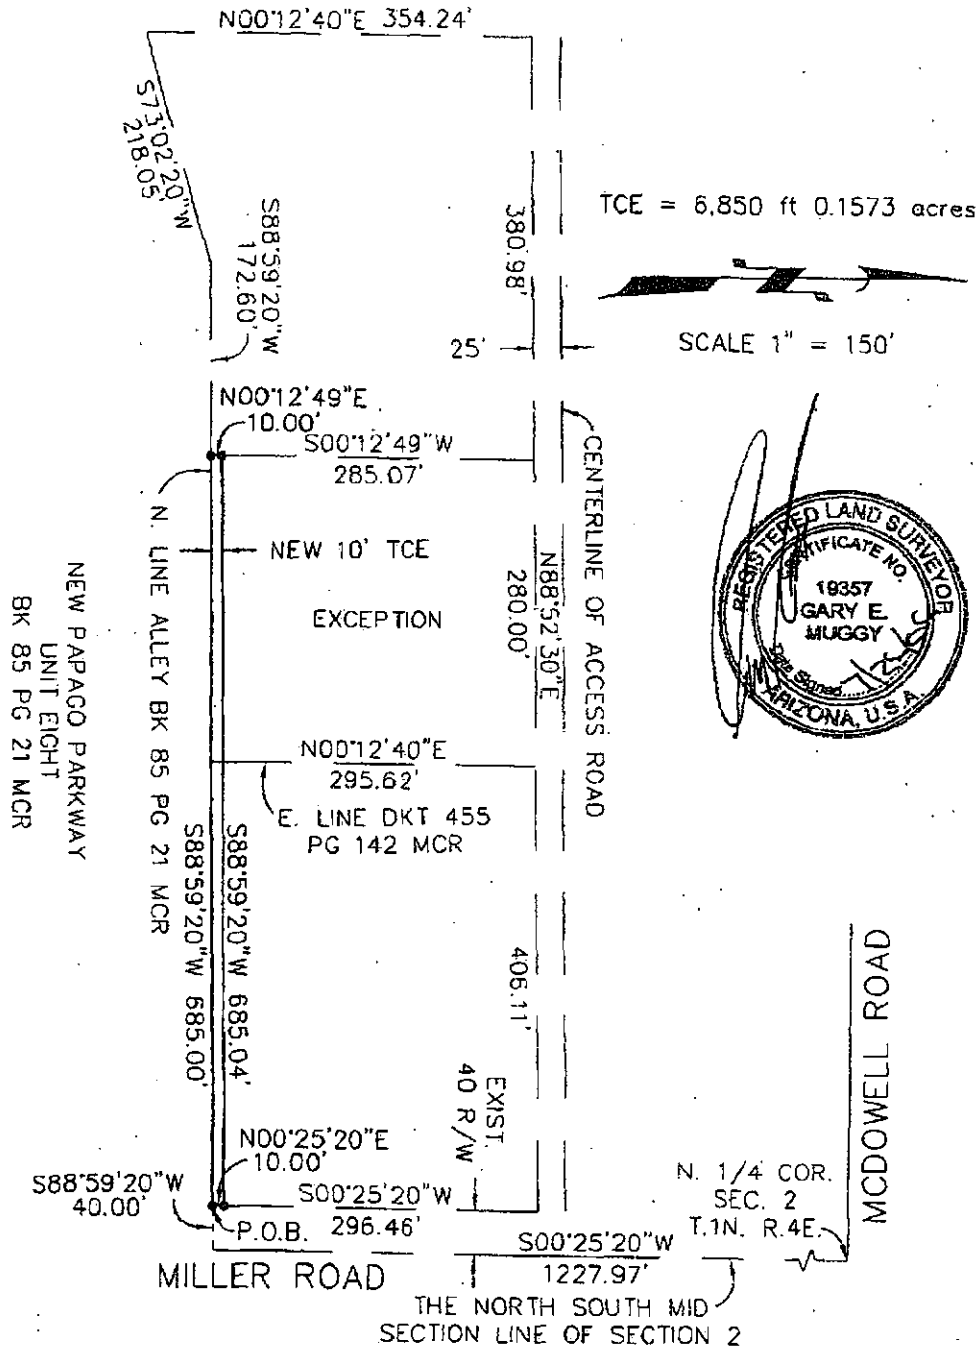 N00°12'40"E 354.24'
S73°02'20"W
218.05'
S88°59'20"W
172.60'
380.98'
TCE = 6,850 ft 0.1573 acres
25'
SCALE 1" = 150'
N00°12'49"E
10.00'
S00°12'49"W
285.07'
CENTERLINE OF ACCESS ROAD
N. LINE ALLEY BK 85 PG 21 MCR
NEW 10' TCE
EXCEPTION
N88°52'30"E
280.00'
REGISTERED LAND SURVEYOR
CERTIFICATE NO.
19357
GARY E.
MUGGY
Date Signed
ARIZONA, U.S.A.
NEW PAPAGO PARKWAY
UNIT EIGHT
BK 85 PG 21 MCR
N00°12'40"E
295.62'
E. LINE DKT 455
PG 142 MCR
S88°59'20"W 685.04'
S88°59'20"W 685.00'
406.11'
EXIST.
40 R/W
MCDOWELL ROAD
N00°25'20"E
10.00'
S88°59'20"W
40.00'
P.O.B.
S00°25'20"W
296.46'
N. 1/4 COR.
SEC. 2
T.1N. R.4E.
MILLER ROAD
S00°25'20"W
1227.97'
THE NORTH SOUTH MID
SECTION LINE OF SECTION 2